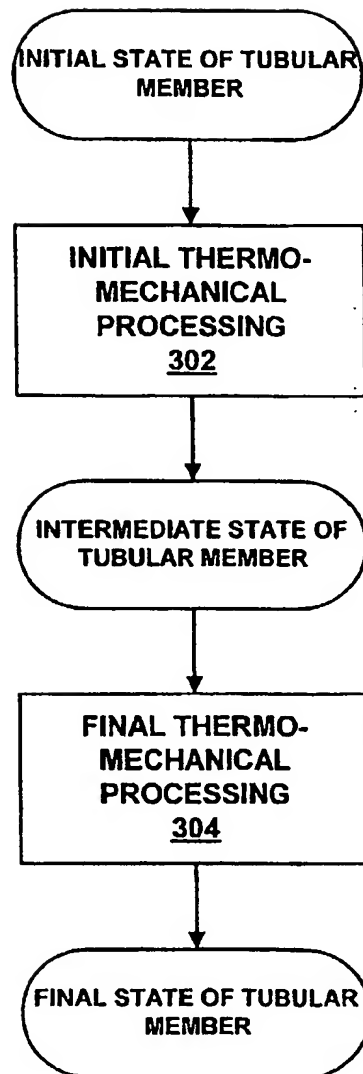 INITIAL STATE OF TUBULAR
MEMBER
INITIAL THERMO-
MECHANICAL
PROCESSING
302
INTERMEDIATE STATE OF
TUBULAR MEMBER
FINAL THERMO-
MECHANICAL
PROCESSING
304
FINAL STATE OF TUBULAR
MEMBER